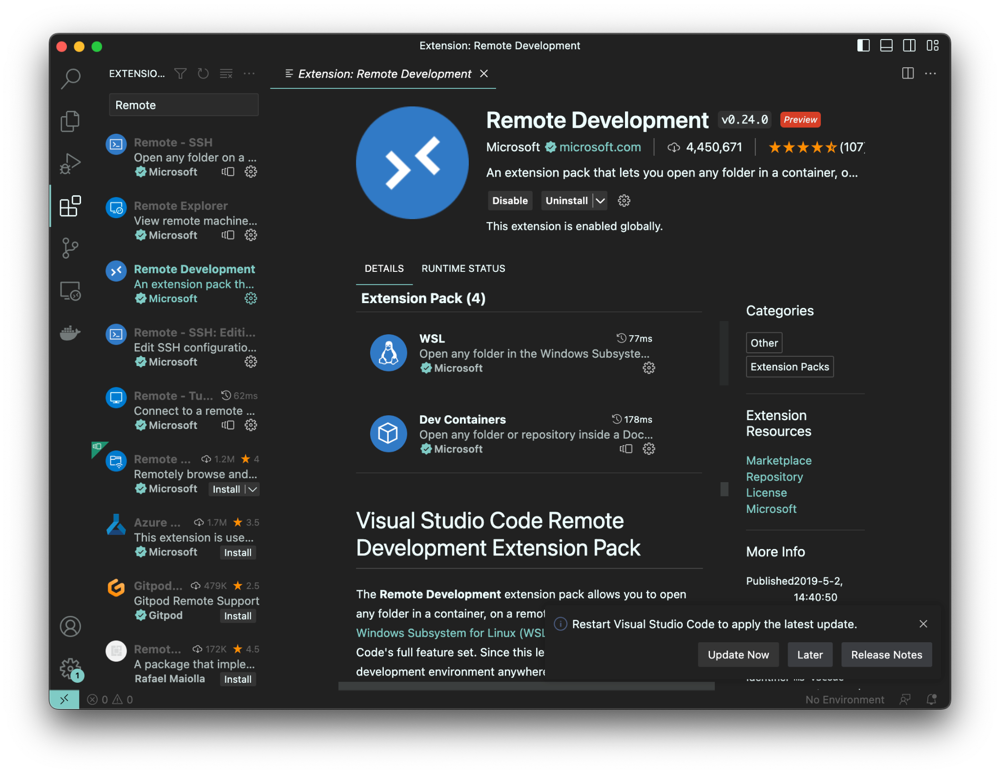 Extension: Remote Development
EXTENSIO...
Remote
Remote - SSH
Open any folder on a ...
Microsoft
Remote Explorer
View remote machine...
Microsoft
Remote Development
An extension pack th...
Microsoft
Remote - SSH: Editi...
Edit SSH configuratio...
Microsoft
Remote - Tu... 62ms
Connect to a remote ...
Microsoft
Remote ... 1.2M 4
Remotely browse and...
Microsoft Install
Azure ... 1.7M 3.5
This extension is use...
Microsoft Install
Gitpod... 479K 2.5
Gitpod Remote Support
Gitpod Install
Remot... 172K 4.5
A package that imple...
Rafael Maiolla Install
1
Extension: Remote Development
Remote Development v0.24.0 Preview
Microsoft microsoft.com 4,450,671 (107)
An extension pack that lets you open any folder in a container, o...
Disable Uninstall
This extension is enabled globally.
DETAILS RUNTIME STATUS
Extension Pack (4)
WSL 77ms
Open any folder in the Windows Subsyste...
Microsoft
Dev Containers 178ms
Open any folder or repository inside a Doc...
Microsoft
Visual Studio Code Remote
Development Extension Pack
The Remote Development extension pack allows you to open
any folder in a container, on a remot
Windows Subsystem for Linux (WSL
Code's full feature set. Since this le
development environment anywhere
Categories
Other
Extension Packs
Extension
Resources
Marketplace
Repository
License
Microsoft
More Info
Published 2019-5-2,
14:40:50
Restart Visual Studio Code to apply the latest update.
Update Now Later Release Notes
0 0
No Environment